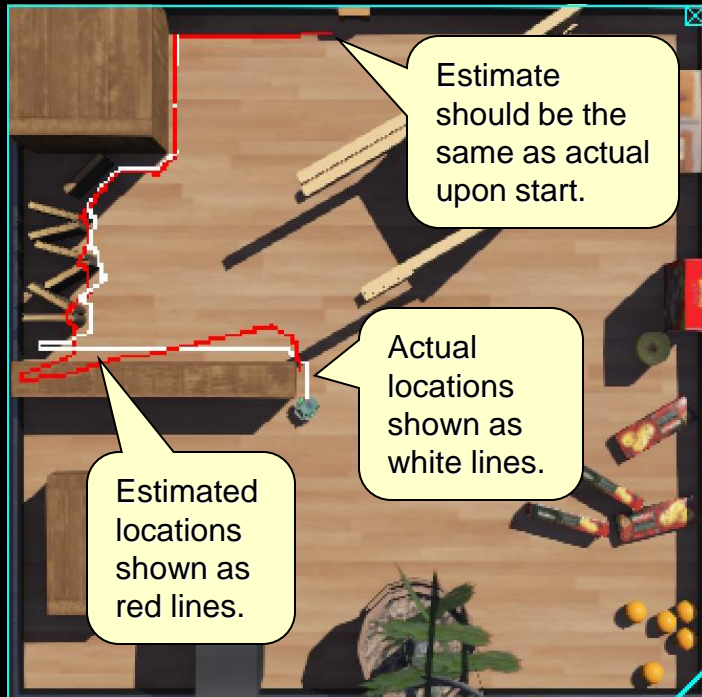 Estimate
should be the
same as actual
upon start.
Actual
locations
shown as
white lines.
Estimated
locations
shown as
red lines.